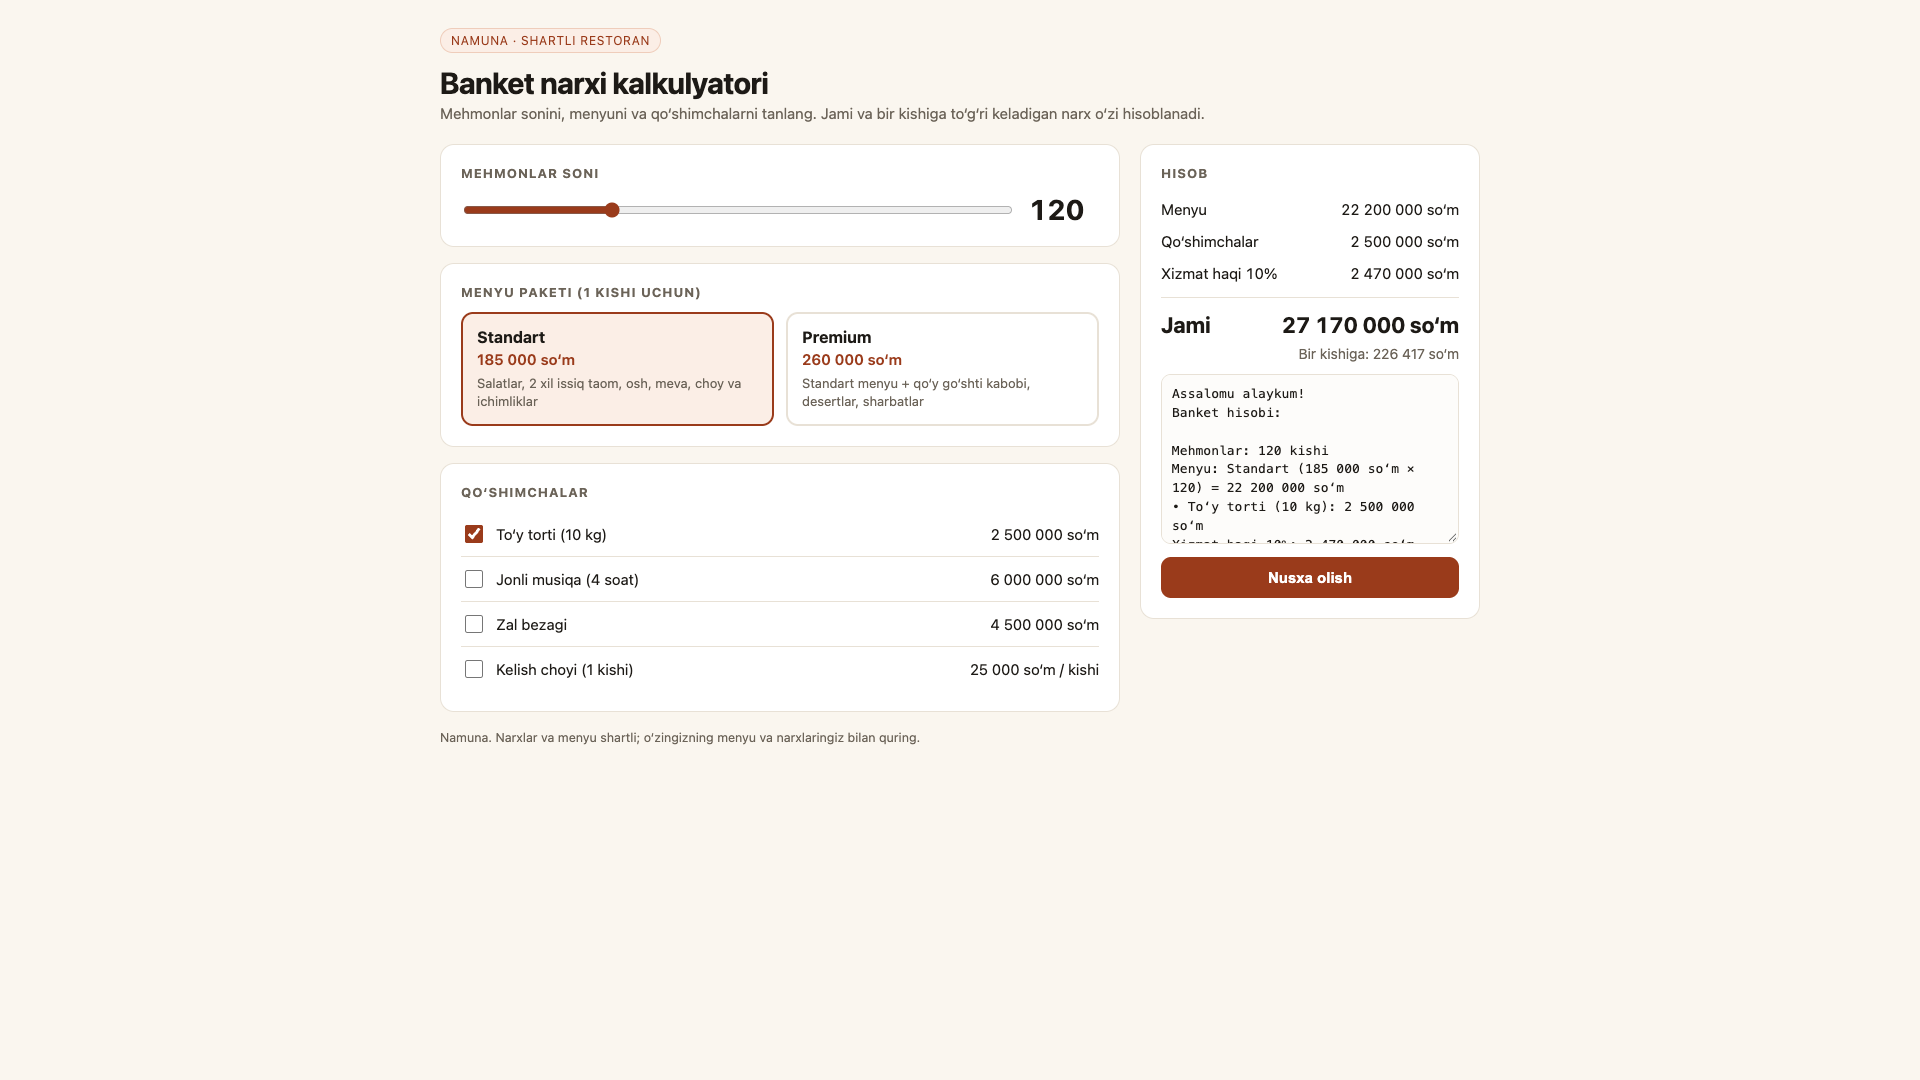 NAMUNA · SHARTLI RESTORAN
Banket narxi kalkulyatori
Mehmonlar sonini, menyuni va qoʻshimchalarni tanlang. Jami va bir kishiga toʻgʻri keladigan narx oʻzi hisoblanadi.
MEHMONLAR SONI
120
MENYU PAKETI (1 KISHI UCHUN)
Standart
185 000 soʻm
Salatlar, 2 xil issiq taom, osh, meva, choy va
ichimliklar
Premium
260 000 soʻm
Standart menyu + qoʻy goʻshti kabobi,
desertlar, sharbatlar
QOʻSHIMCHALAR
Toʻy torti (10 kg) 2 500 000 soʻm
Jonli musiqa (4 soat) 6 000 000 soʻm
Zal bezagi 4 500 000 soʻm
Kelish choyi (1 kishi) 25 000 soʻm / kishi
Namuna. Narxlar va menyu shartli; oʻzingizning menyu va narxlaringiz bilan quring.
HISOB
Menyu 22 200 000 soʻm
Qoʻshimchalar 2 500 000 soʻm
Xizmat haqi 10% 2 470 000 soʻm
Jami 27 170 000 soʻm
Bir kishiga: 226 417 soʻm
Assalomu alaykum!
Banket hisobi:
Mehmonlar: 120 kishi
Menyu: Standart (185 000 soʻm ×
120) = 22 200 000 soʻm
• Toʻy torti (10 kg): 2 500 000
soʻm
Xizmat haqi 10%: 2 470 000 soʻm
Nusxa olish